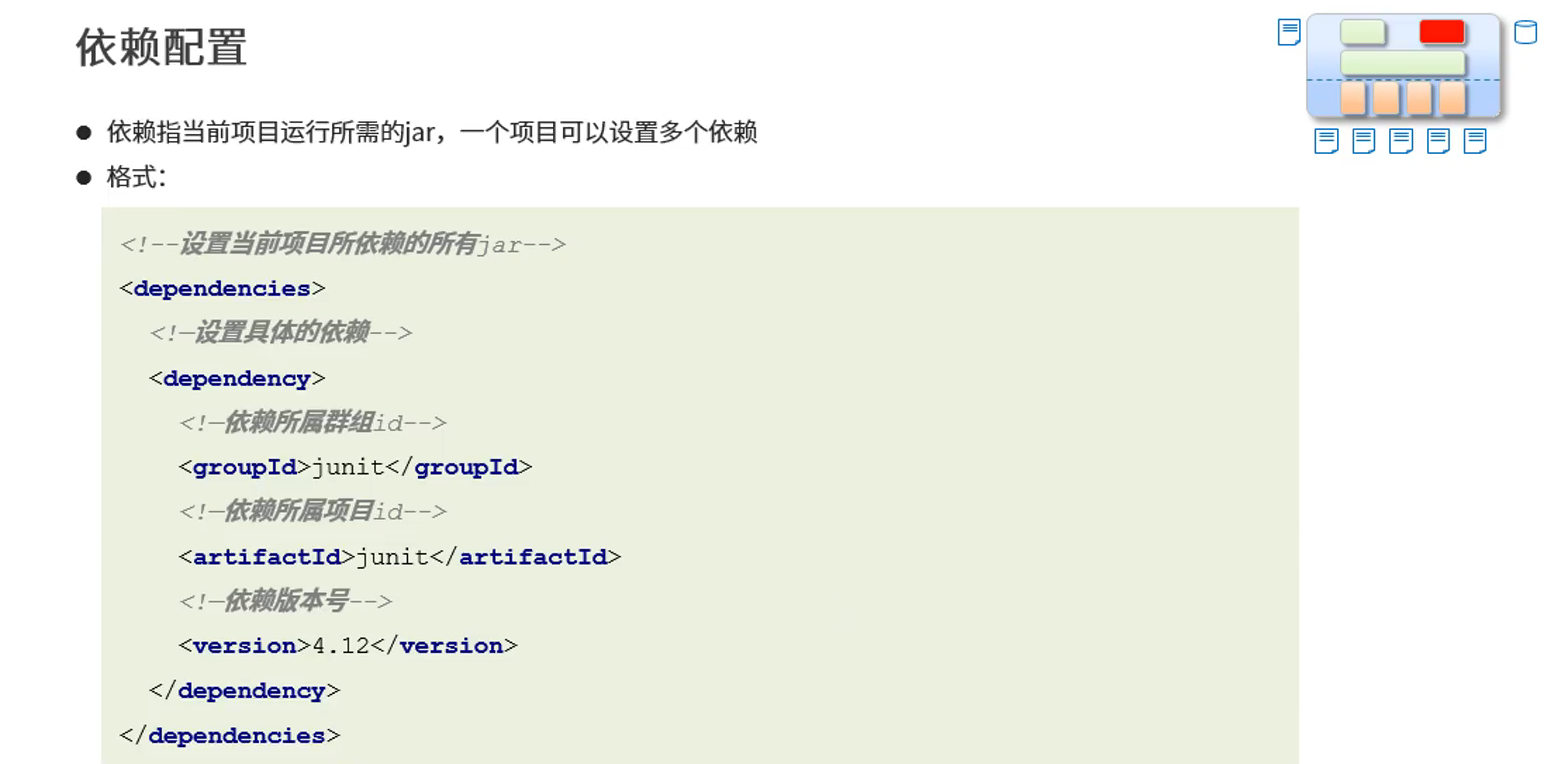 依赖配置
● 依赖指当前项目运行所需的jar，一个项目可以设置多个依赖
● 格式：
<!--设置当前项目所依赖的所有jar-->
<dependencies>
<!—设置具体的依赖-->
<dependency>
<!—依赖所属群组id-->
<groupId>junit</groupId>
<!—依赖所属项目id-->
<artifactId>junit</artifactId>
<!—依赖版本号-->
<version>4.12</version>
</dependency>
</dependencies>